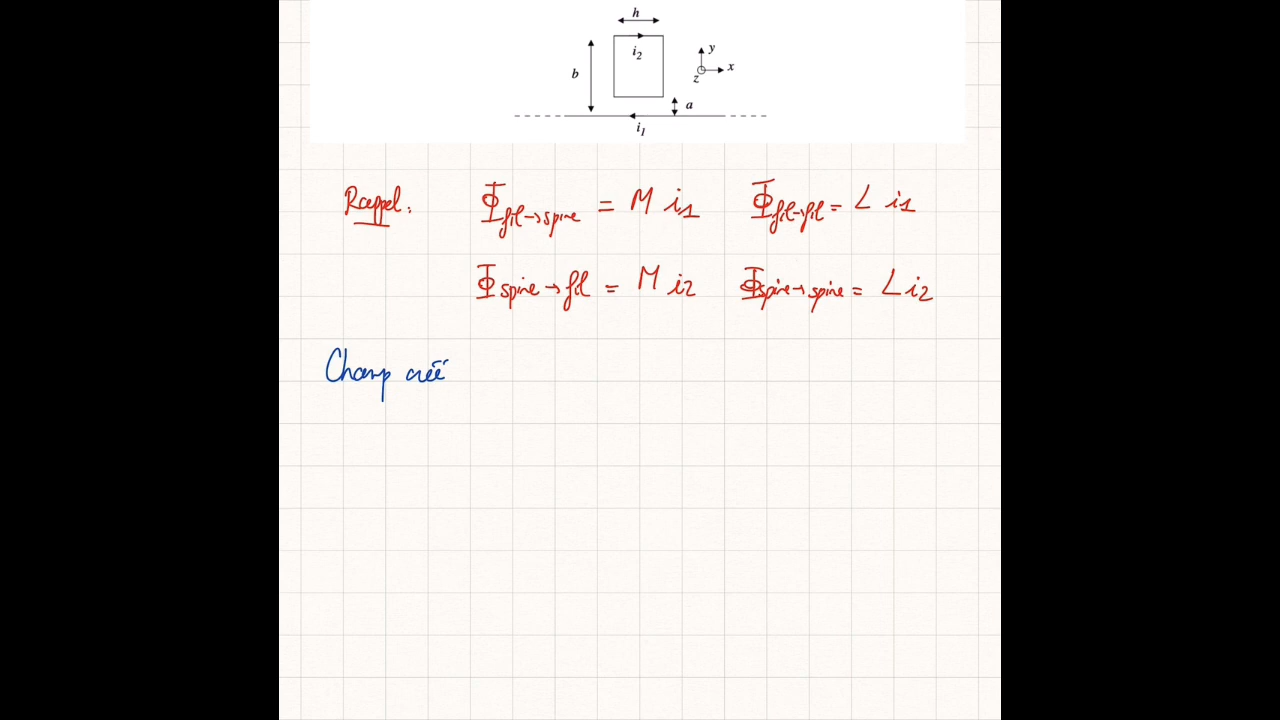 h
i₂
y
b
x
z
a
i₁
Rappel: Φfil→spire = M i₁ Φfil→fil = L i₁
Φspire→fil = M i₂ Φspire→spire = L i₂
Champ créé